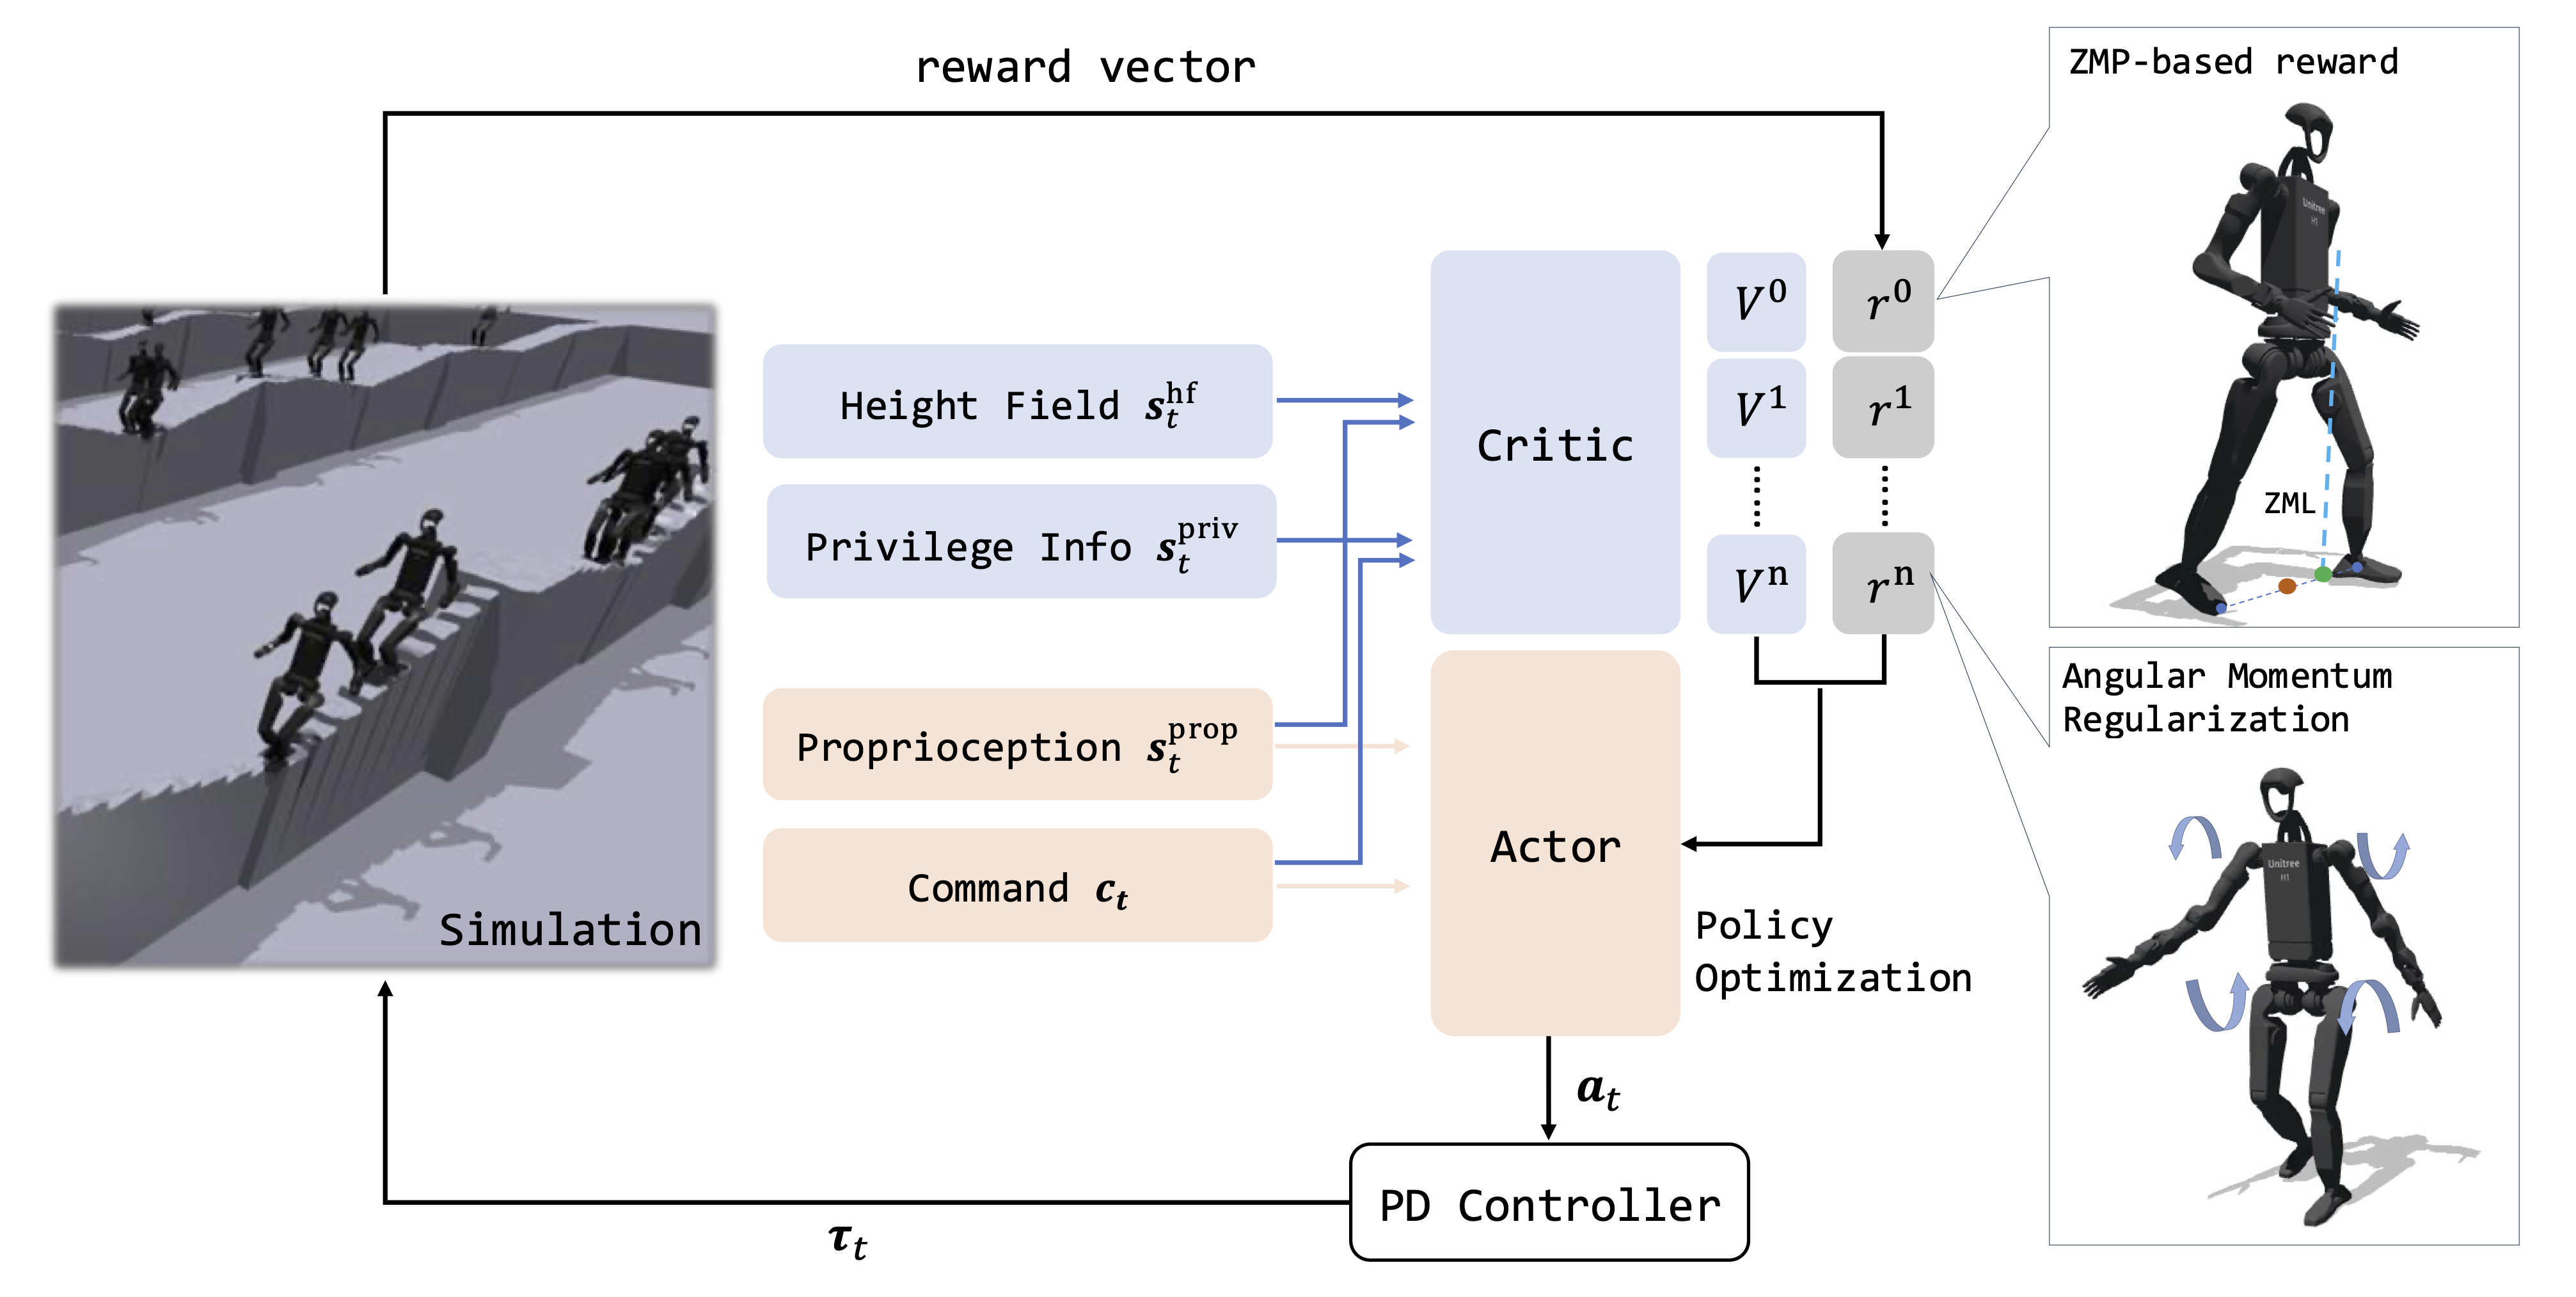 reward vector
ZMP-based reward
Unitree
H1
ZML
Height Field s_t^hf
Privilege Info s_t^priv
Proprioception s_t^prop
Command c_t
Critic
Actor
V^0
r^0
V^1
r^1
V^n
r^n
Policy
Optimization
a_t
PD Controller
τ_t
Simulation
Angular Momentum
Regularization
Unitree
H1